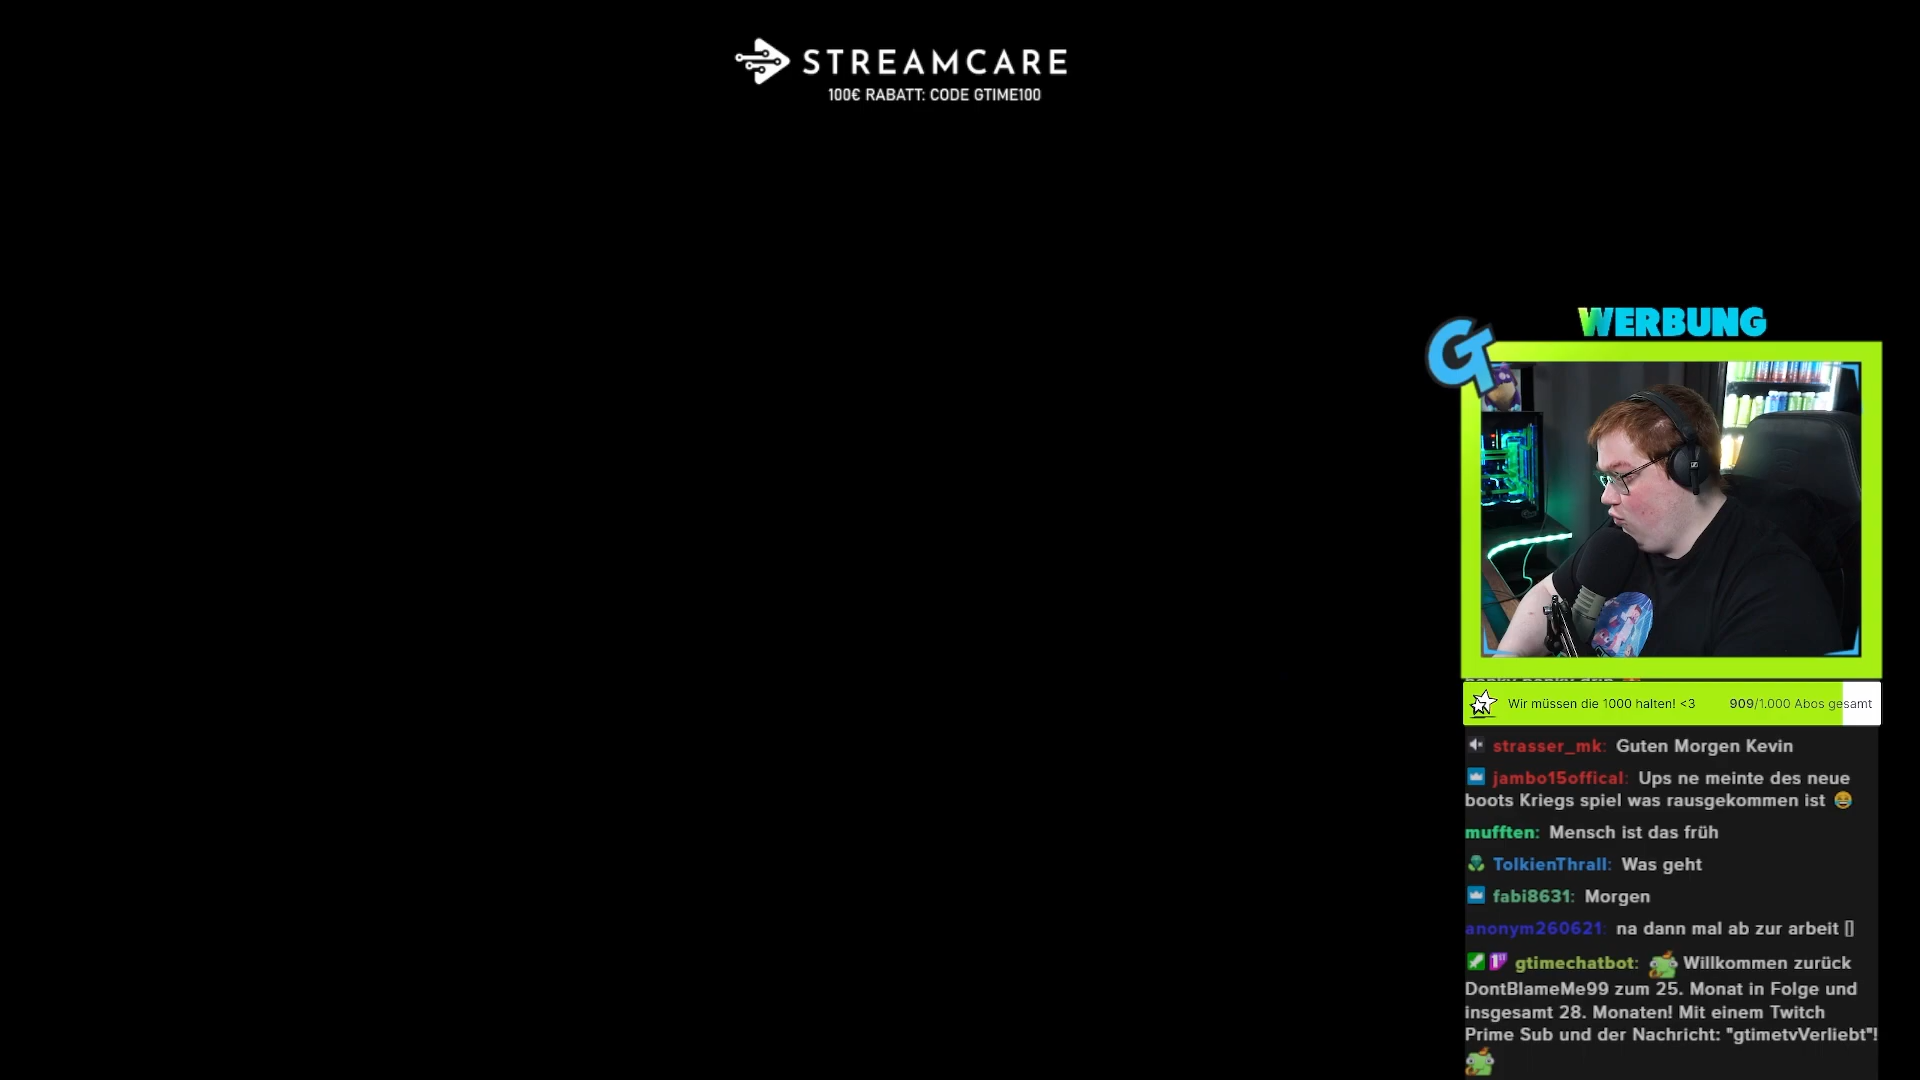 STREAMCARE
100€ RABATT: CODE GTIME100
WERBUNG
GT
Wir müssen die 1000 halten! <3 909/1.000 Abos gesamt
strasser_mk: Guten Morgen Kevin
jambo15offical: Ups ne meinte des neue
boots Kriegs spiel was rausgekommen ist 😂
mufften: Mensch ist das früh
TolkienThrall: Was geht
fabi8631: Morgen
anonym260621: na dann mal ab zur arbeit []
gtimechatbot: Willkommen zurück
DontBlameMe99 zum 25. Monat in Folge und
insgesamt 28. Monaten! Mit einem Twitch
Prime Sub und der Nachricht: "gtimetvVerliebt"!